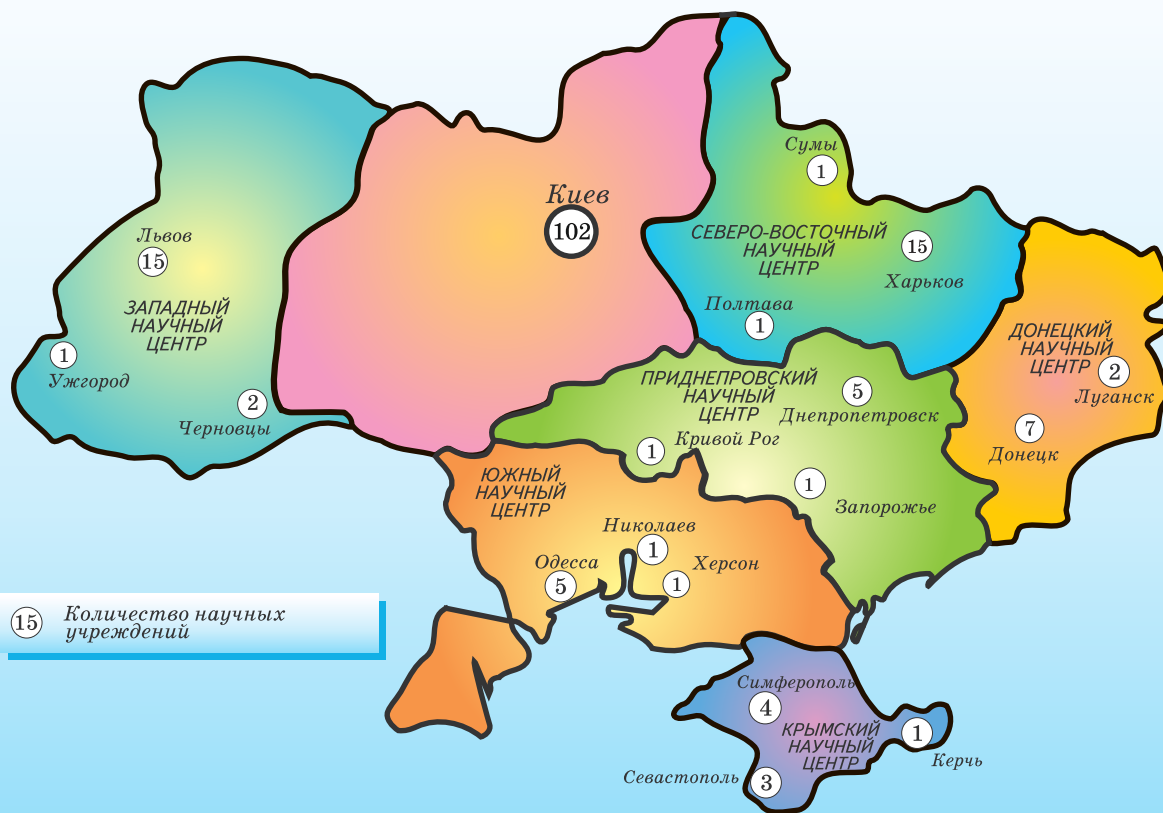 Сумы
1
Киев
102
СЕВЕРО-ВОСТОЧНЫЙ
НАУЧНЫЙ
ЦЕНТР
15
Харьков
Полтава
1
Львов
15
ЗАПАДНЫЙ
НАУЧНЫЙ
ЦЕНТР
1
Ужгород
2
Черновцы
ДОНЕЦКИЙ
НАУЧНЫЙ
ЦЕНТР
2
Луганск
7
Донецк
ПРИДНЕПРОВСКИЙ
НАУЧНЫЙ
ЦЕНТР
5
Днепропетровск
Кривой Рог
1
1
Запорожье
ЮЖНЫЙ
НАУЧНЫЙ
ЦЕНТР
Николаев
1
Одесса
5
Херсон
1
15 Количество научных
учреждений
Симферополь
4
КРЫМСКИЙ
НАУЧНЫЙ
ЦЕНТР
1
Керчь
Севастополь
3